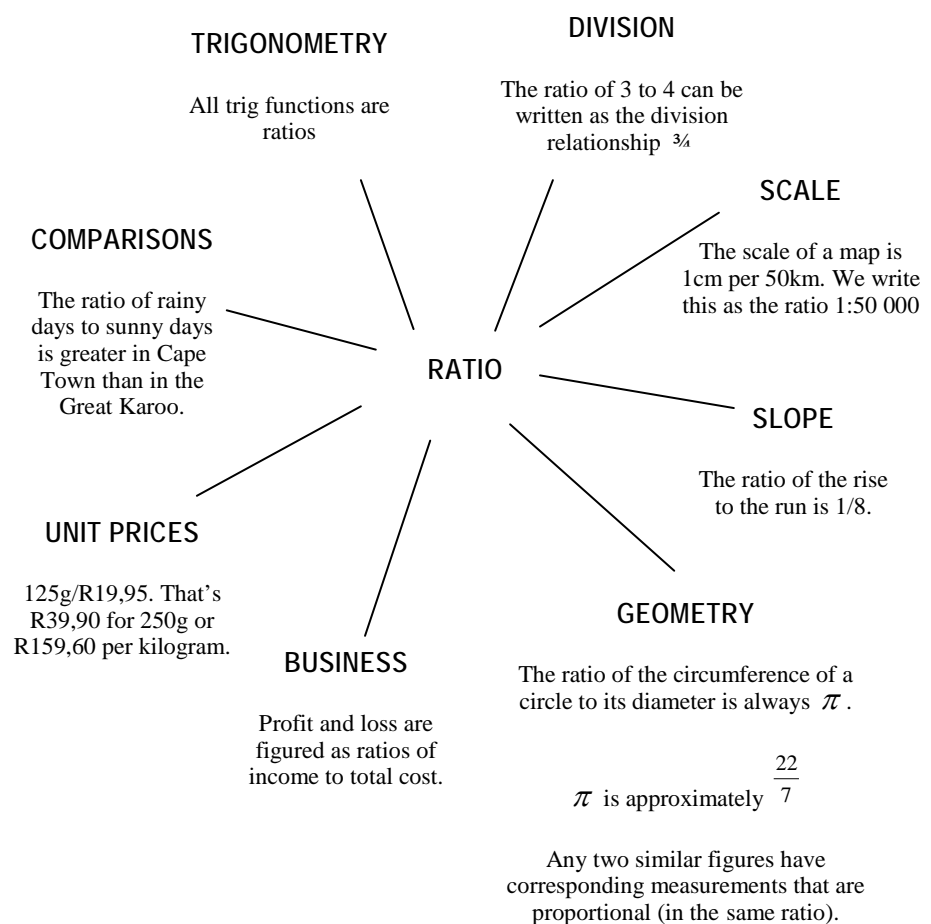 TRIGONOMETRY
All trig functions are
ratios
DIVISION
The ratio of 3 to 4 can be
written as the division
relationship ¾
SCALE
The scale of a map is
1cm per 50km. We write
this as the ratio 1:50 000
COMPARISONS
The ratio of rainy
days to sunny days
is greater in Cape
Town than in the
Great Karoo.
RATIO
SLOPE
The ratio of the rise
to the run is 1/8.
UNIT PRICES
125g/R19,95. That’s
R39,90 for 250g or
R159,60 per kilogram.
BUSINESS
Profit and loss are
figured as ratios of
income to total cost.
GEOMETRY
The ratio of the circumference of a
circle to its diameter is always π.
π is approximately 22/7
Any two similar figures have
corresponding measurements that are
proportional (in the same ratio).